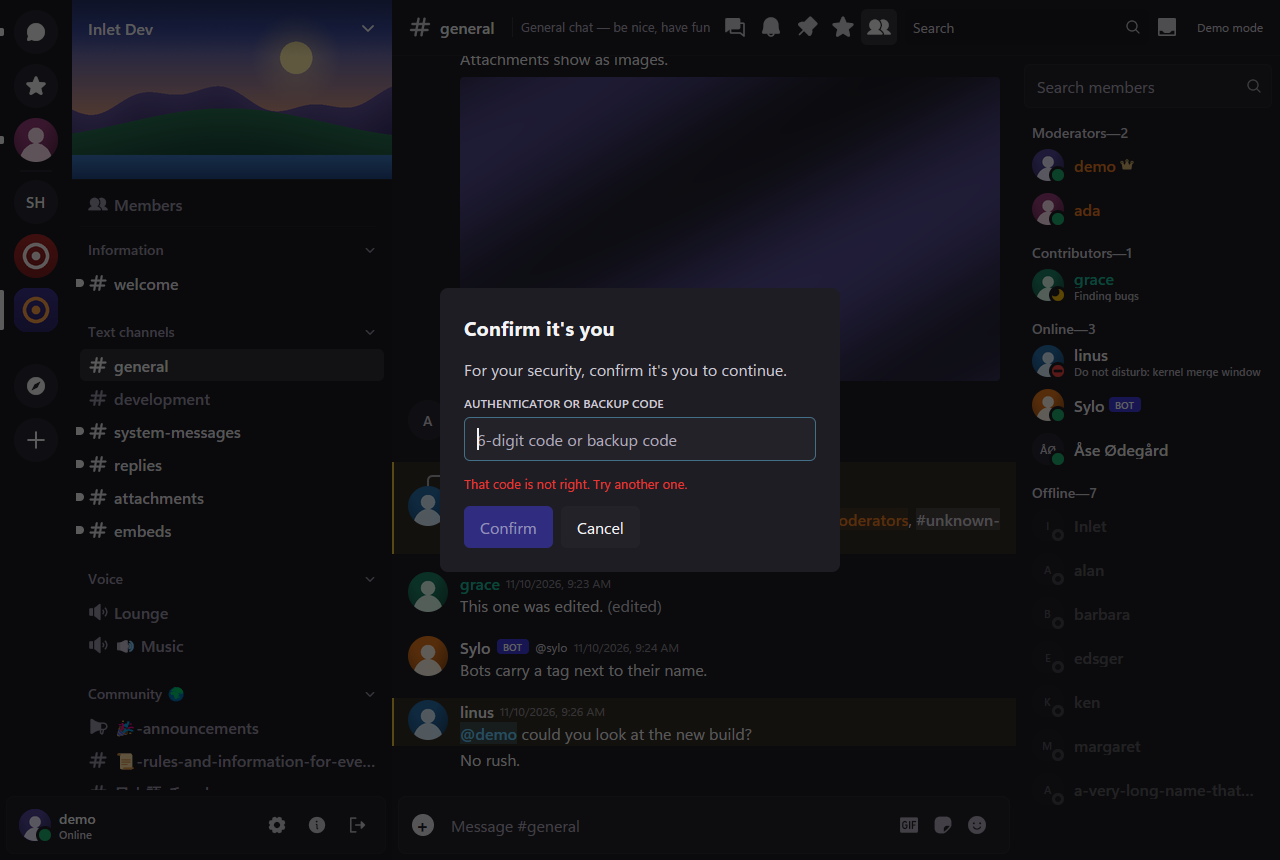 Inlet Dev
SH
Members
Information
welcome
Text channels
general
development
system-messages
replies
attachments
embeds
Voice
Lounge
Music
Community
-announcements
-rules-and-information-for-eve...
demo
Online
general
General chat — be nice, have fun
Search
Demo mode
Attachments show as images.
A
Confirm it's you
For your security, confirm it's you to continue.
AUTHENTICATOR OR BACKUP CODE
6-digit code or backup code
That code is not right. Try another one.
Confirm
Cancel
oderators, #unknown-
grace 11/10/2026, 9:23 AM
This one was edited. (edited)
Sylo BOT @sylo 11/10/2026, 9:24 AM
Bots carry a tag next to their name.
linus 11/10/2026, 9:26 AM
@demo could you look at the new build?
No rush.
Message #general
GIF
Search members
Moderators—2
demo
ada
Contributors—1
grace
Finding bugs
Online—3
linus
Do not disturb: kernel merge window
Sylo BOT
ÅØ
Åse Ødegård
Offline—7
I
Inlet
A
alan
B
barbara
E
edsger
K
ken
M
margaret
A
a-very-long-name-that...